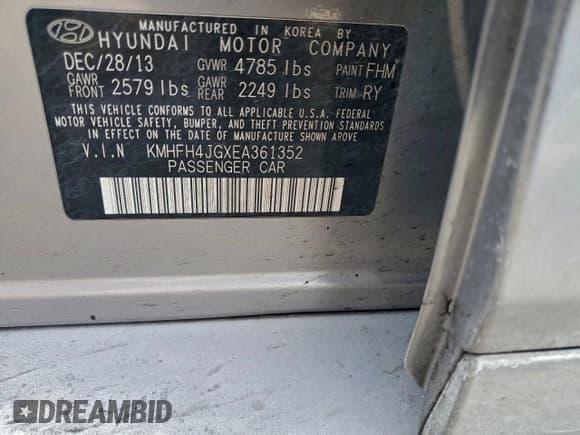 MANUFACTURED IN KOREA BY
HYUNDAI MOTOR COMPANY
DEC/28/13 GVWR 4785 lbs PAINT FHM
GAWR FRONT 2579 lbs GAWR REAR 2249 lbs TRIM RY
THIS VEHICLE CONFORMS TO ALL APPLICABLE U.S.A. FEDERAL
MOTOR VEHICLE SAFETY, BUMPER, AND THEFT PREVENTION STANDARDS
IN EFFECT ON THE DATE OF MANUFACTURE SHOWN ABOVE
V.I.N KMHFH4JGXEA361352
PASSENGER CAR
DREAMBID